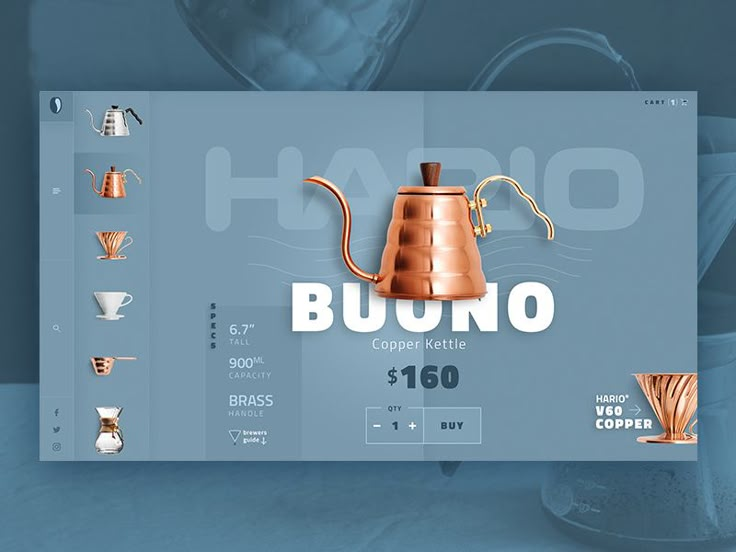 CART 1
HARIO
BUONO
Copper Kettle
$160
QTY
− 1 + BUY
SPECS
6.7”
TALL
900ML
CAPACITY
BRASS
HANDLE
brewers
guide ↓
HARIO®
V60 →
COPPER